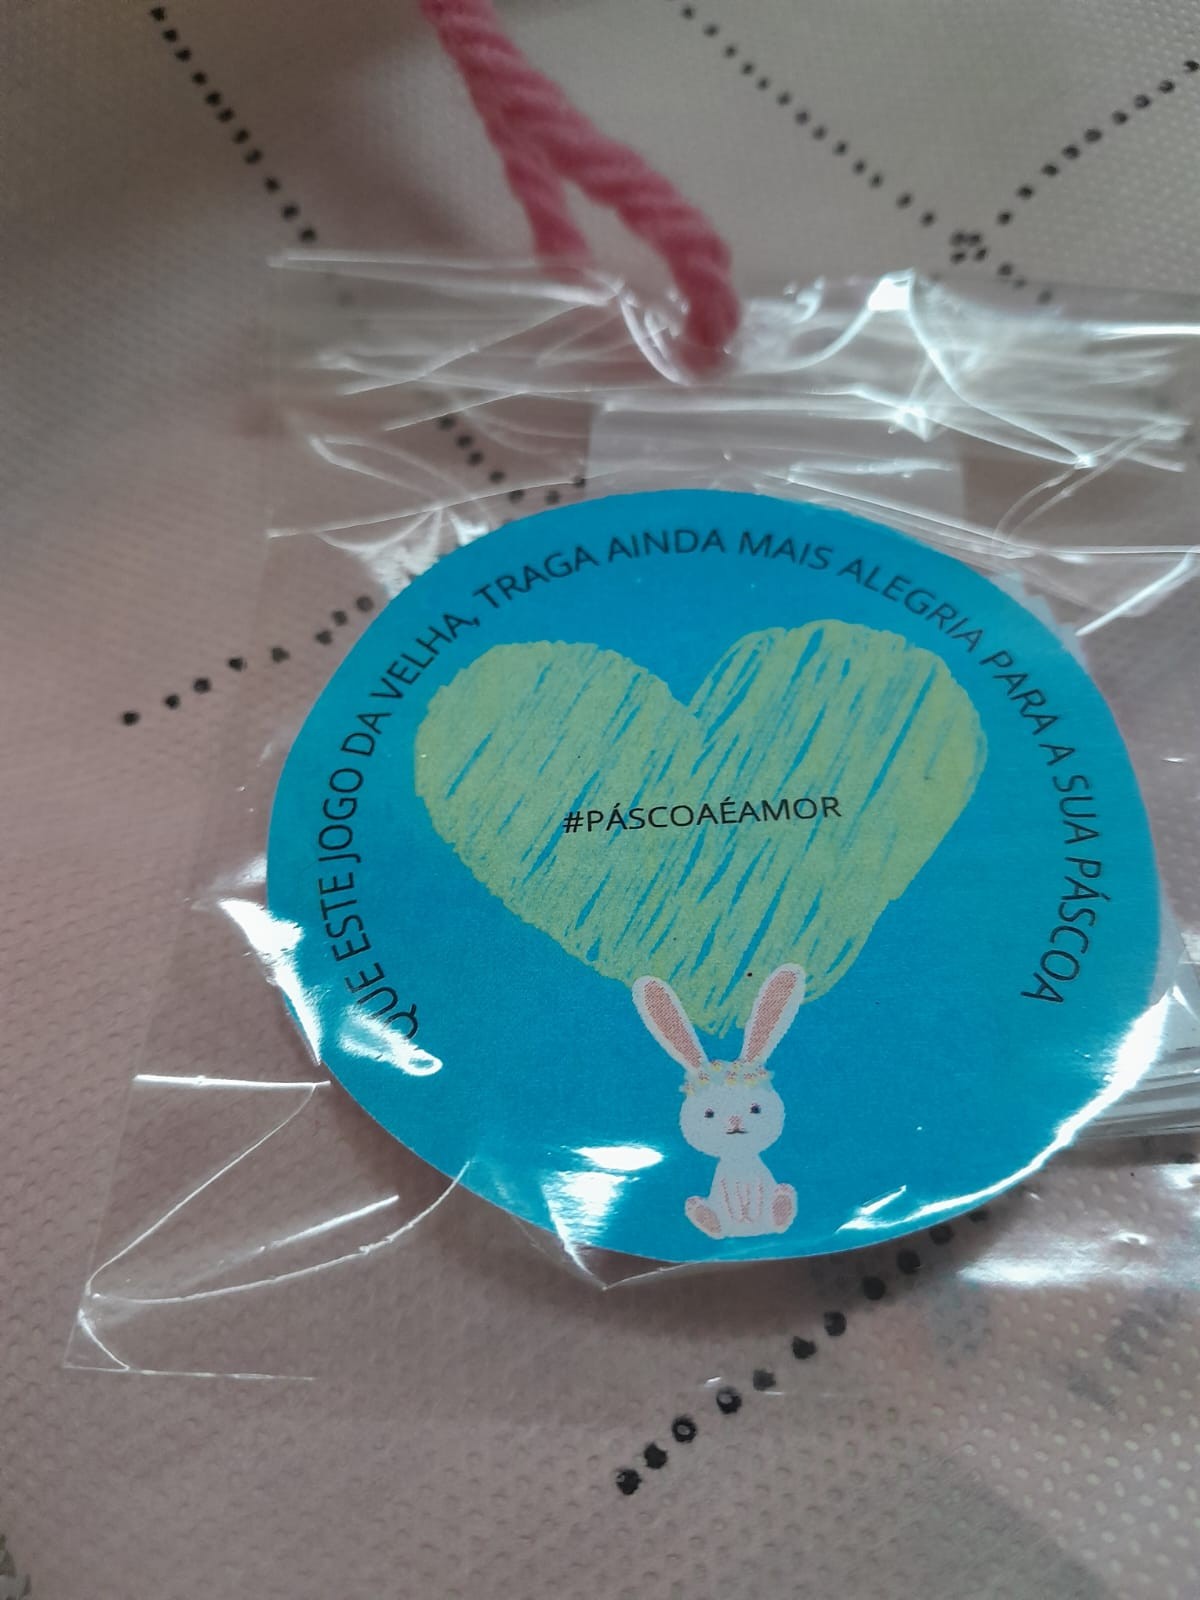 QUE ESTE JOGO DA VELHA, TRAGA AINDA MAIS ALEGRIA PARA A SUA PÁSCOA
#PÁSCOAÉAMOR